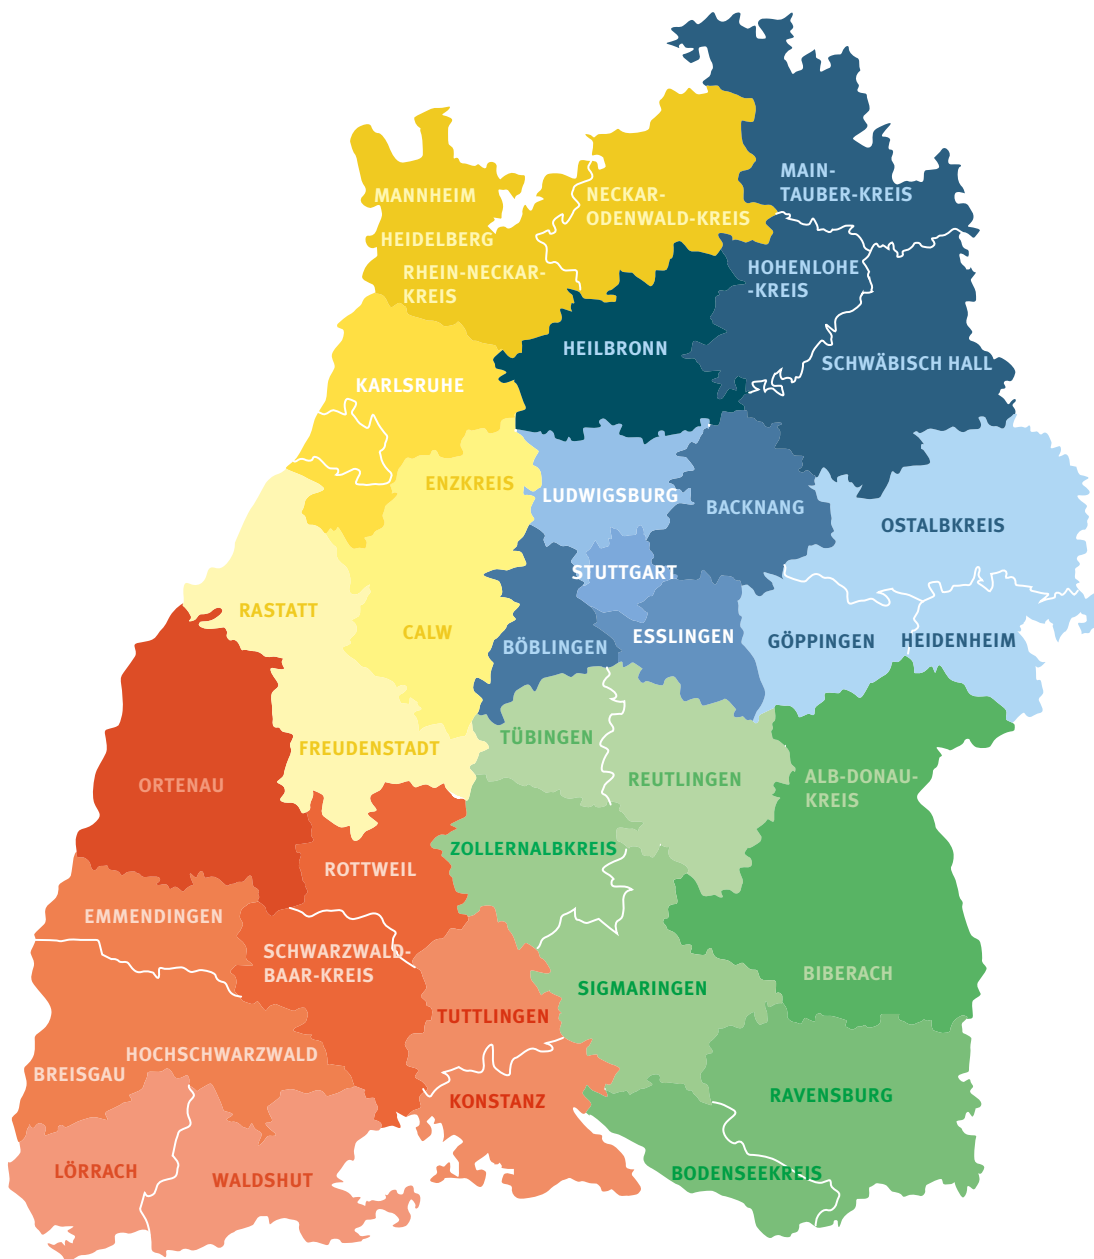 MAIN-
TAUBER-KREIS
MANNHEIM
NECKAR-
ODENWALD-KREIS
HEIDELBERG
RHEIN-NECKAR-
KREIS
HOHENLOHE
-KREIS
HEILBRONN
SCHWÄBISCH HALL
KARLSRUHE
ENZKREIS
LUDWIGSBURG
BACKNANG
OSTALBKREIS
STUTTGART
RASTATT
CALW
BÖBLINGEN
ESSLINGEN
GÖPPINGEN
HEIDENHEIM
FREUDENSTADT
TÜBINGEN
REUTLINGEN
ALB-DONAU-
KREIS
ORTENAU
ZOLLERNALBKREIS
ROTTWEIL
EMMENDINGEN
SCHWARZWALD-
BAAR-KREIS
SIGMARINGEN
BIBERACH
TUTTLINGEN
HOCHSCHWARZWALD
BREISGAU
KONSTANZ
RAVENSBURG
LÖRRACH
WALDSHUT
BODENSEEKREIS